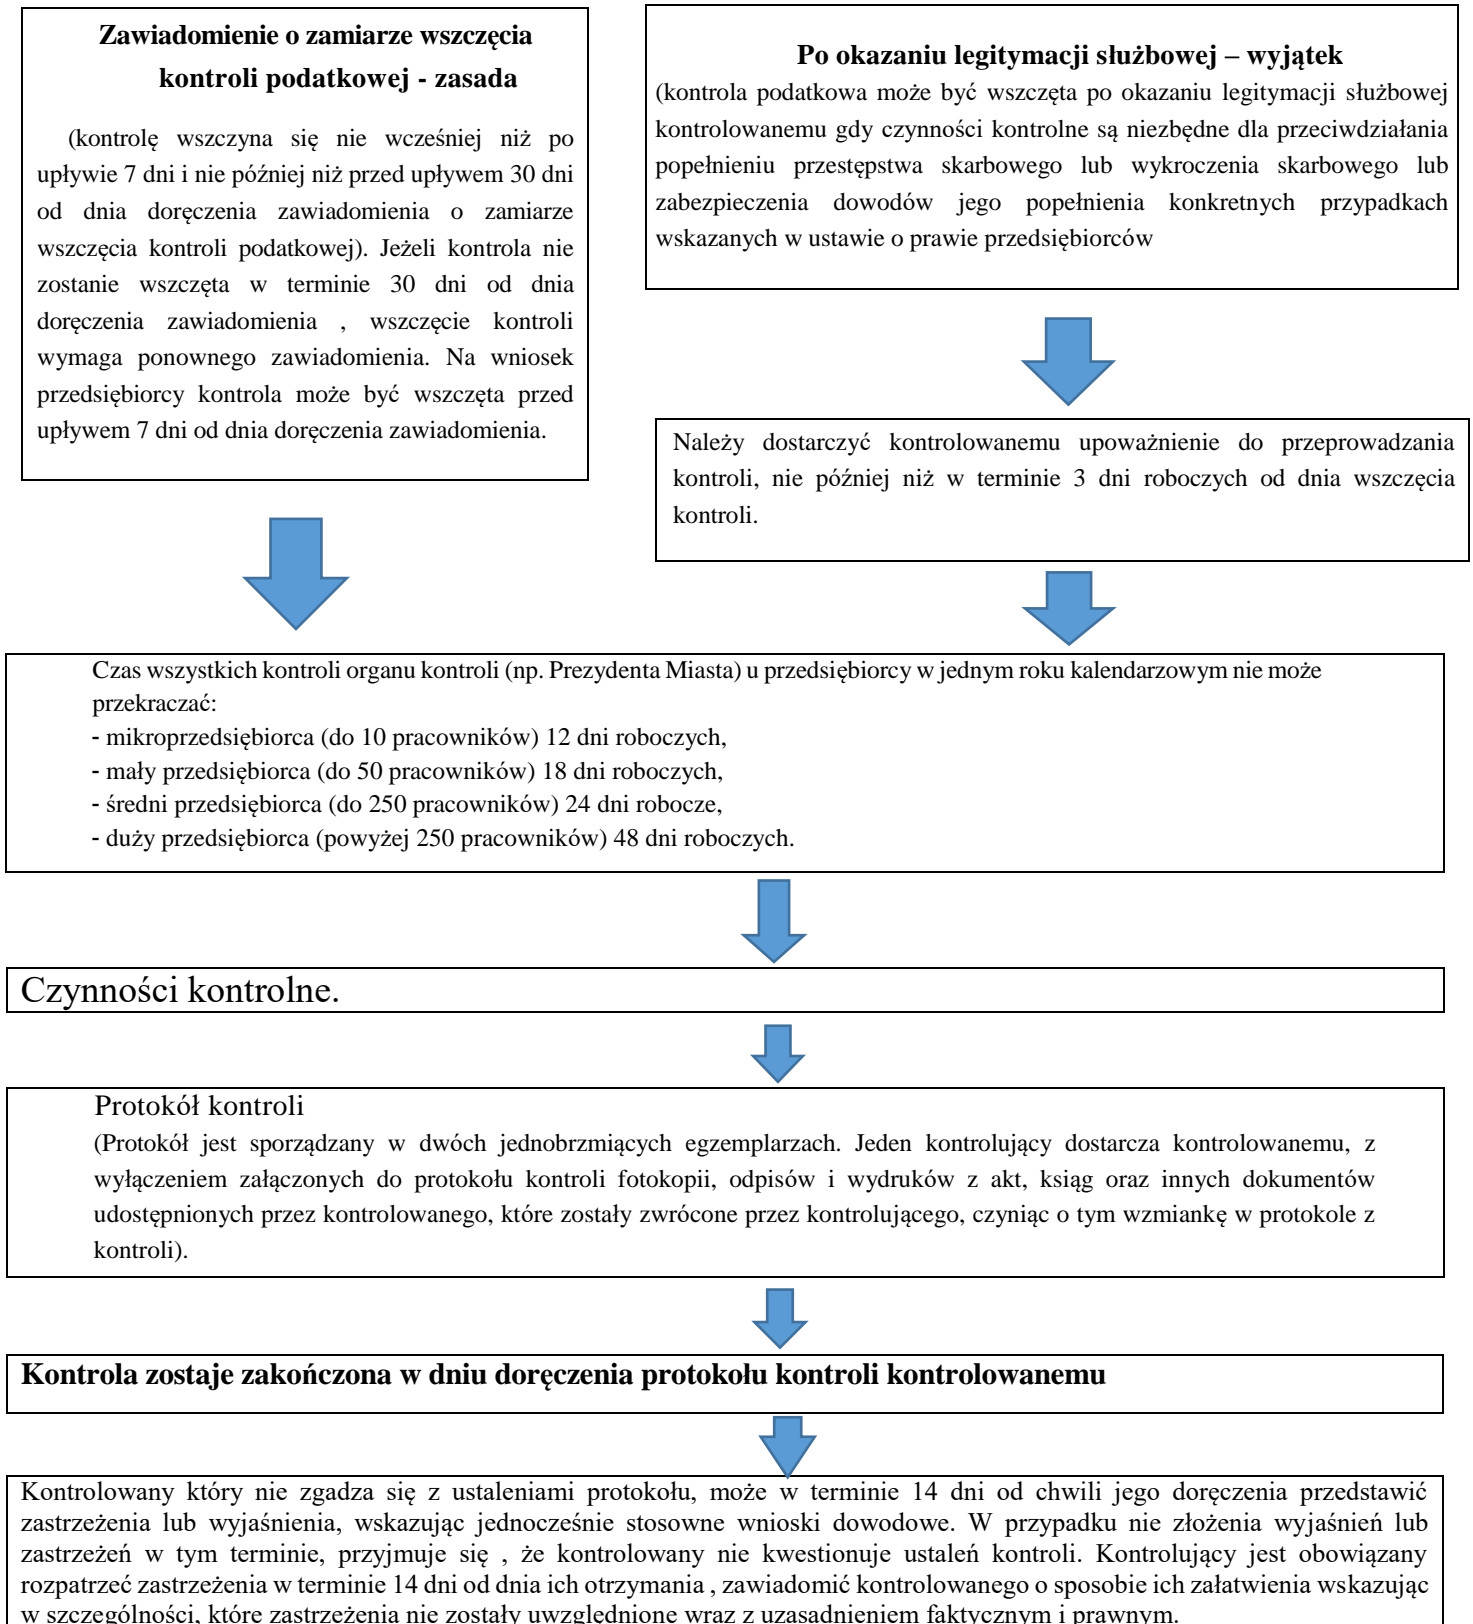 Zawiadomienie o zamiarze wszczęcia
kontroli podatkowej - zasada
(kontrolę wszczyna się nie wcześniej niż po
upływie 7 dni i nie później niż przed upływem 30 dni
od dnia doręczenia zawiadomienia o zamiarze
wszczęcia kontroli podatkowej). Jeżeli kontrola nie
zostanie wszczęta w terminie 30 dni od dnia
doręczenia zawiadomienia , wszczęcie kontroli
wymaga ponownego zawiadomienia. Na wniosek
przedsiębiorcy kontrola może być wszczęta przed
upływem 7 dni od dnia doręczenia zawiadomienia.
Po okazaniu legitymacji służbowej – wyjątek
(kontrola podatkowa może być wszczęta po okazaniu legitymacji służbowej
kontrolowanemu gdy czynności kontrolne są niezbędne dla przeciwdziałania
popełnieniu przestępstwa skarbowego lub wykroczenia skarbowego lub
zabezpieczenia dowodów jego popełnienia konkretnych przypadkach
wskazanych w ustawie o prawie przedsiębiorców
Należy dostarczyć kontrolowanemu upoważnienie do przeprowadzania
kontroli, nie później niż w terminie 3 dni roboczych od dnia wszczęcia
kontroli.
Czas wszystkich kontroli organu kontroli (np. Prezydenta Miasta) u przedsiębiorcy w jednym roku kalendarzowym nie może
przekraczać:
- mikroprzedsiębiorca (do 10 pracowników) 12 dni roboczych,
- mały przedsiębiorca (do 50 pracowników) 18 dni roboczych,
- średni przedsiębiorca (do 250 pracowników) 24 dni robocze,
- duży przedsiębiorca (powyżej 250 pracowników) 48 dni roboczych.
Czynności kontrolne.
Protokół kontroli
(Protokół jest sporządzany w dwóch jednobrzmiących egzemplarzach. Jeden kontrolujący dostarcza kontrolowanemu, z
wyłączeniem załączonych do protokołu kontroli fotokopii, odpisów i wydruków z akt, ksiąg oraz innych dokumentów
udostępnionych przez kontrolowanego, które zostały zwrócone przez kontrolującego, czyniąc o tym wzmiankę w protokole z
kontroli).
Kontrola zostaje zakończona w dniu doręczenia protokołu kontroli kontrolowanemu
Kontrolowany który nie zgadza się z ustaleniami protokołu, może w terminie 14 dni od chwili jego doręczenia przedstawić
zastrzeżenia lub wyjaśnienia, wskazując jednocześnie stosowne wnioski dowodowe. W przypadku nie złożenia wyjaśnień lub
zastrzeżeń w tym terminie, przyjmuje się , że kontrolowany nie kwestionuje ustaleń kontroli. Kontrolujący jest obowiązany
rozpatrzeć zastrzeżenia w terminie 14 dni od dnia ich otrzymania , zawiadomić kontrolowanego o sposobie ich załatwienia wskazując
w szczególności, które zastrzeżenia nie zostały uwzględnione wraz z uzasadnieniem faktycznym i prawnym.